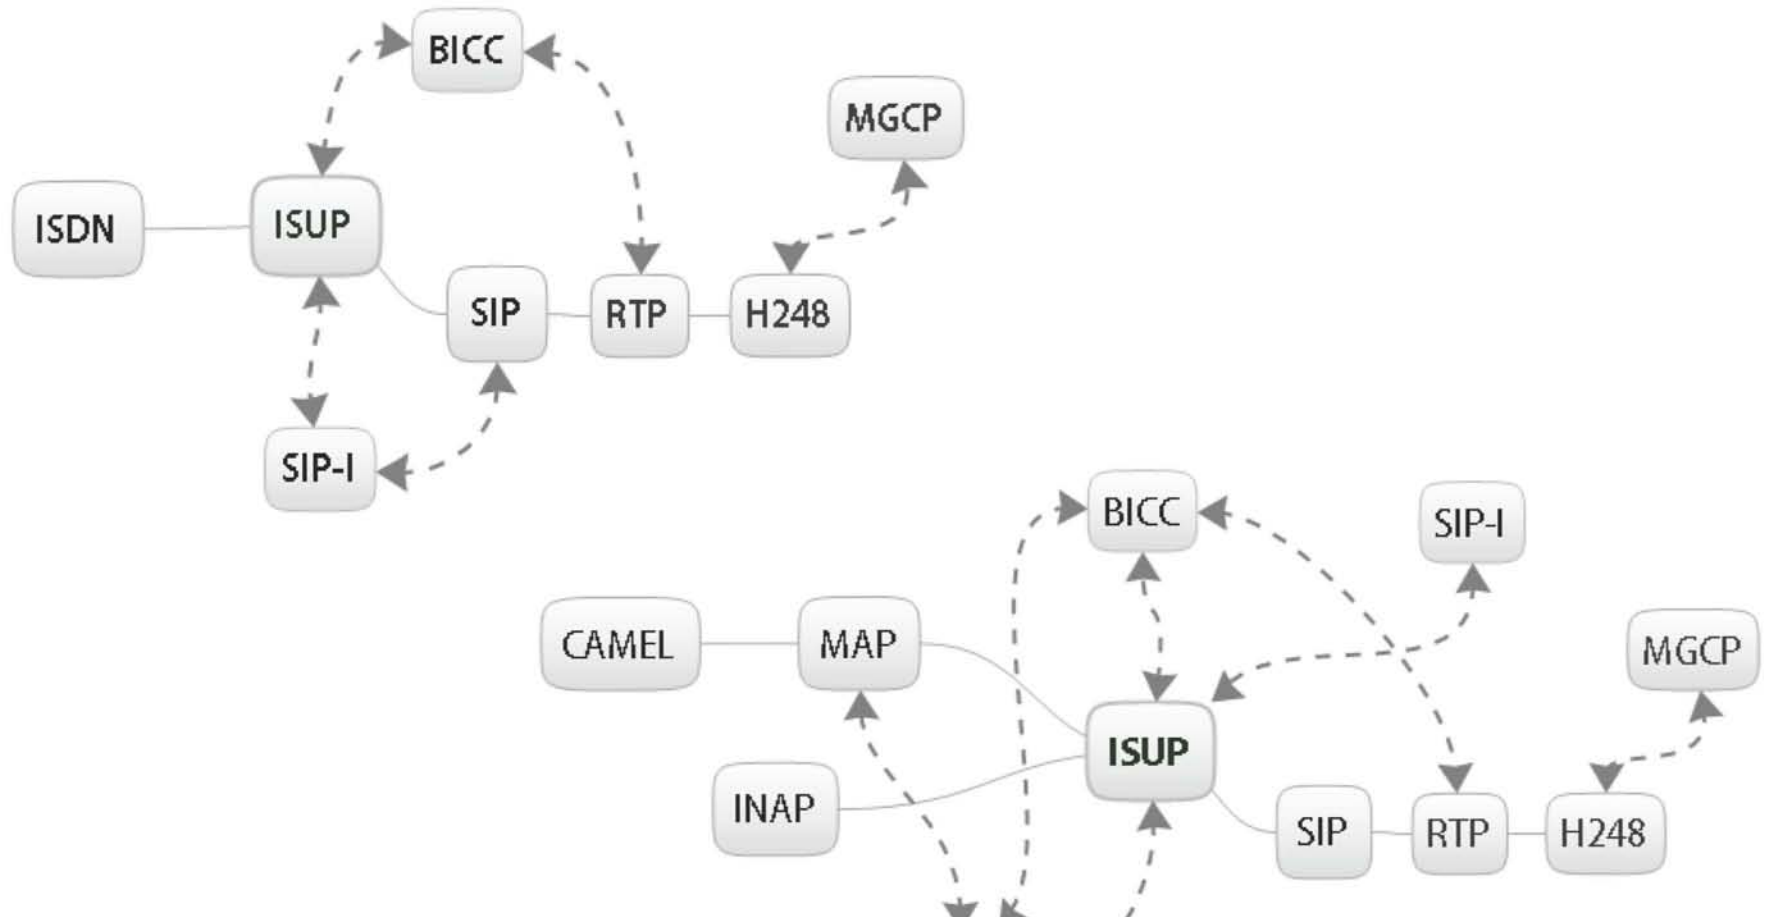 BICC
MGCP
ISDN
ISUP
SIP
RTP
H248
SIP-I
BICC
SIP-I
CAMEL
MAP
MGCP
ISUP
INAP
SIP
RTP
H248